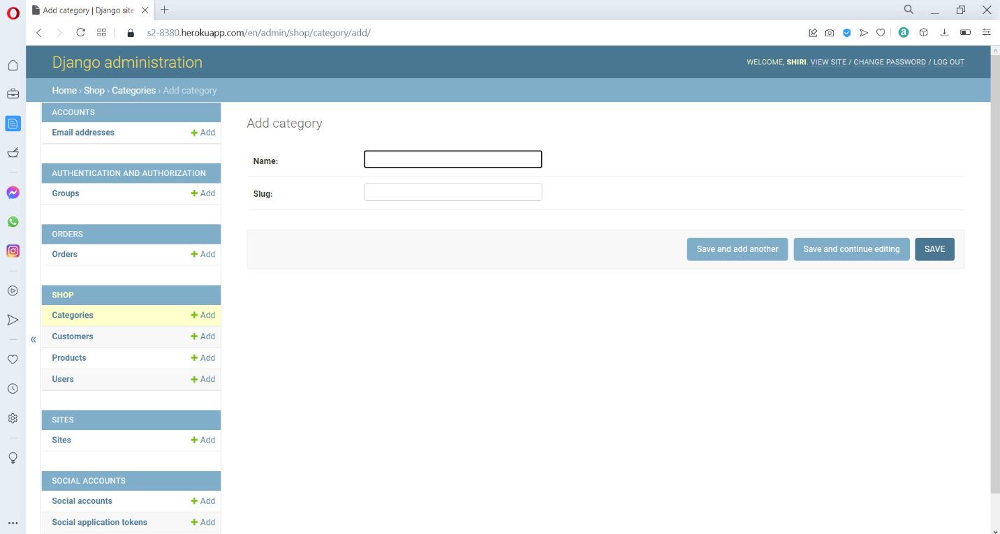 Add category | Django site
s2-8380.herokuapp.com/en/admin/shop/category/add/
Django administration
WELCOME, SHIRI. VIEW SITE / CHANGE PASSWORD / LOG OUT
Home › Shop › Categories › Add category
ACCOUNTS
Email addresses + Add
AUTHENTICATION AND AUTHORIZATION
Groups + Add
ORDERS
Orders + Add
SHOP
Categories + Add
Customers + Add
Products + Add
Users + Add
SITES
Sites + Add
SOCIAL ACCOUNTS
Social accounts + Add
Social application tokens + Add
«
Add category
Name:
Slug:
Save and add another
Save and continue editing
SAVE